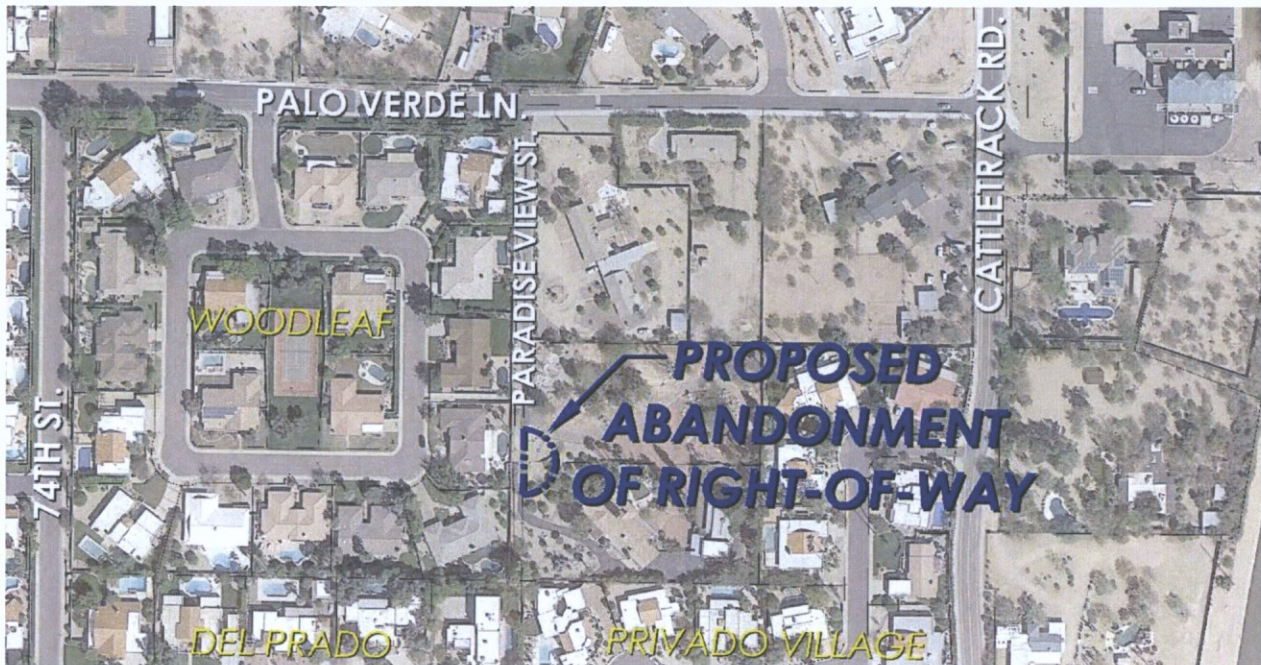 PALO VERDE LN.
CATTLETRACK RD.
PARADISE VIEW ST.
WOODLEAF
74TH ST.
PROPOSED
ABANDONMENT
OF RIGHT-OF-WAY
DEL PRADO
PRIVADO VILLAGE